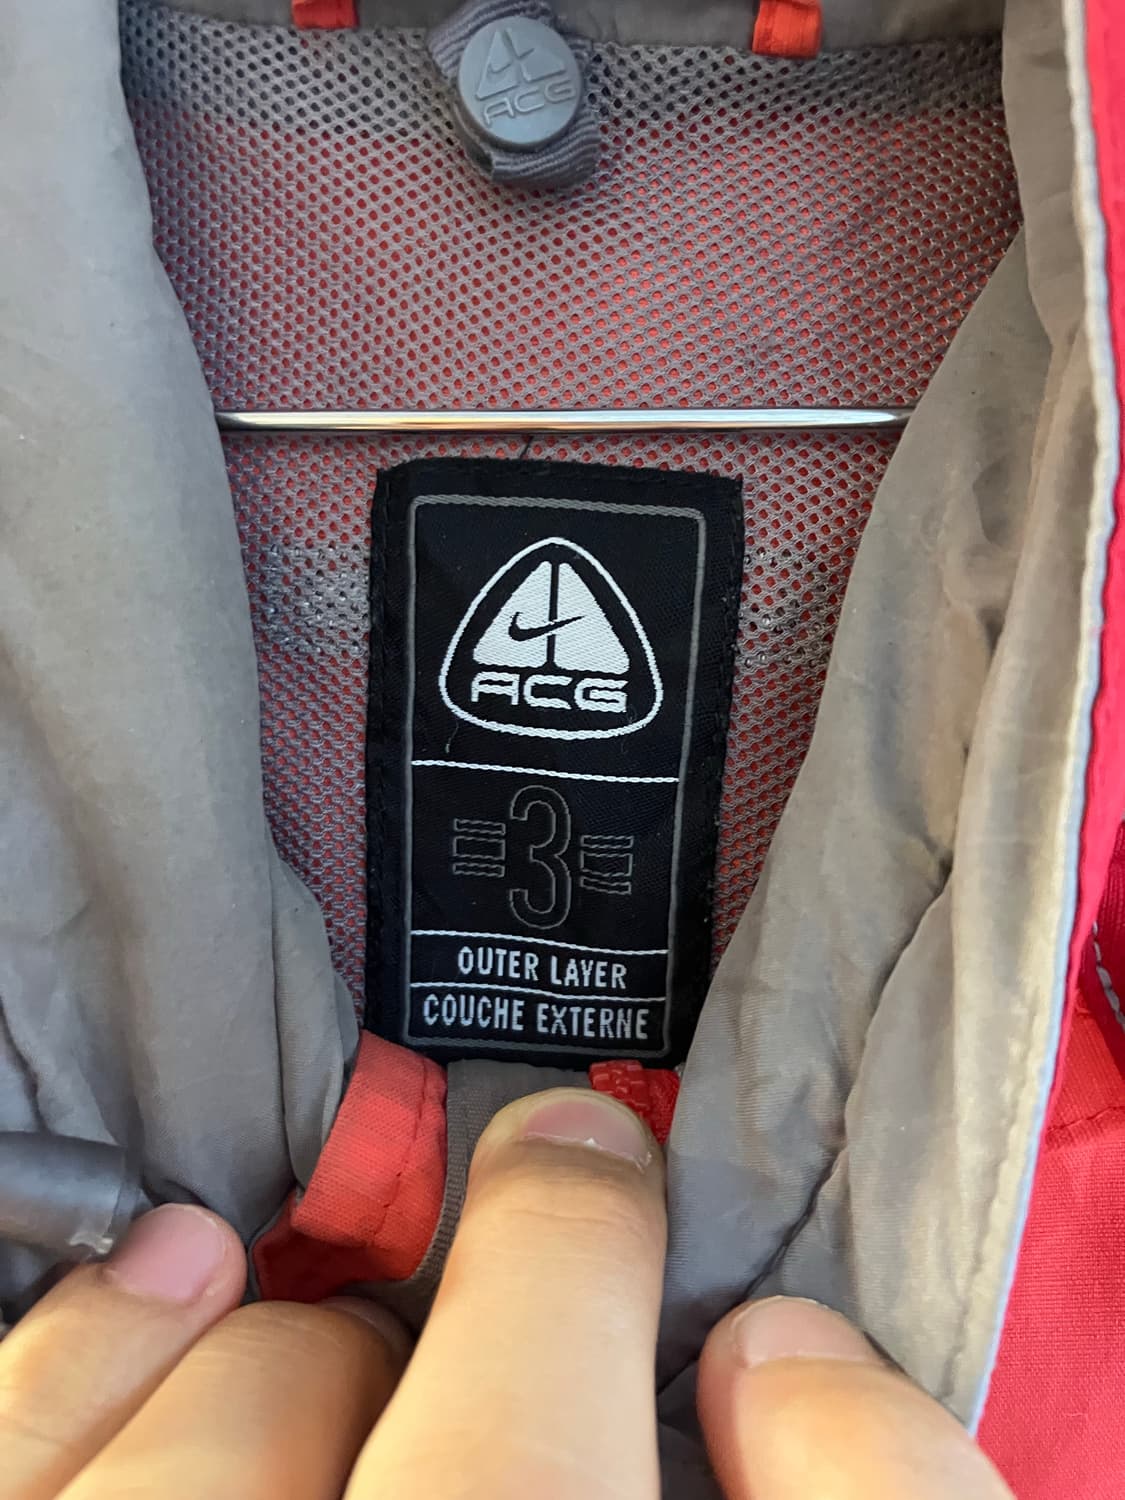 ACG
ACG
3
OUTER LAYER
COUCHE EXTERNE